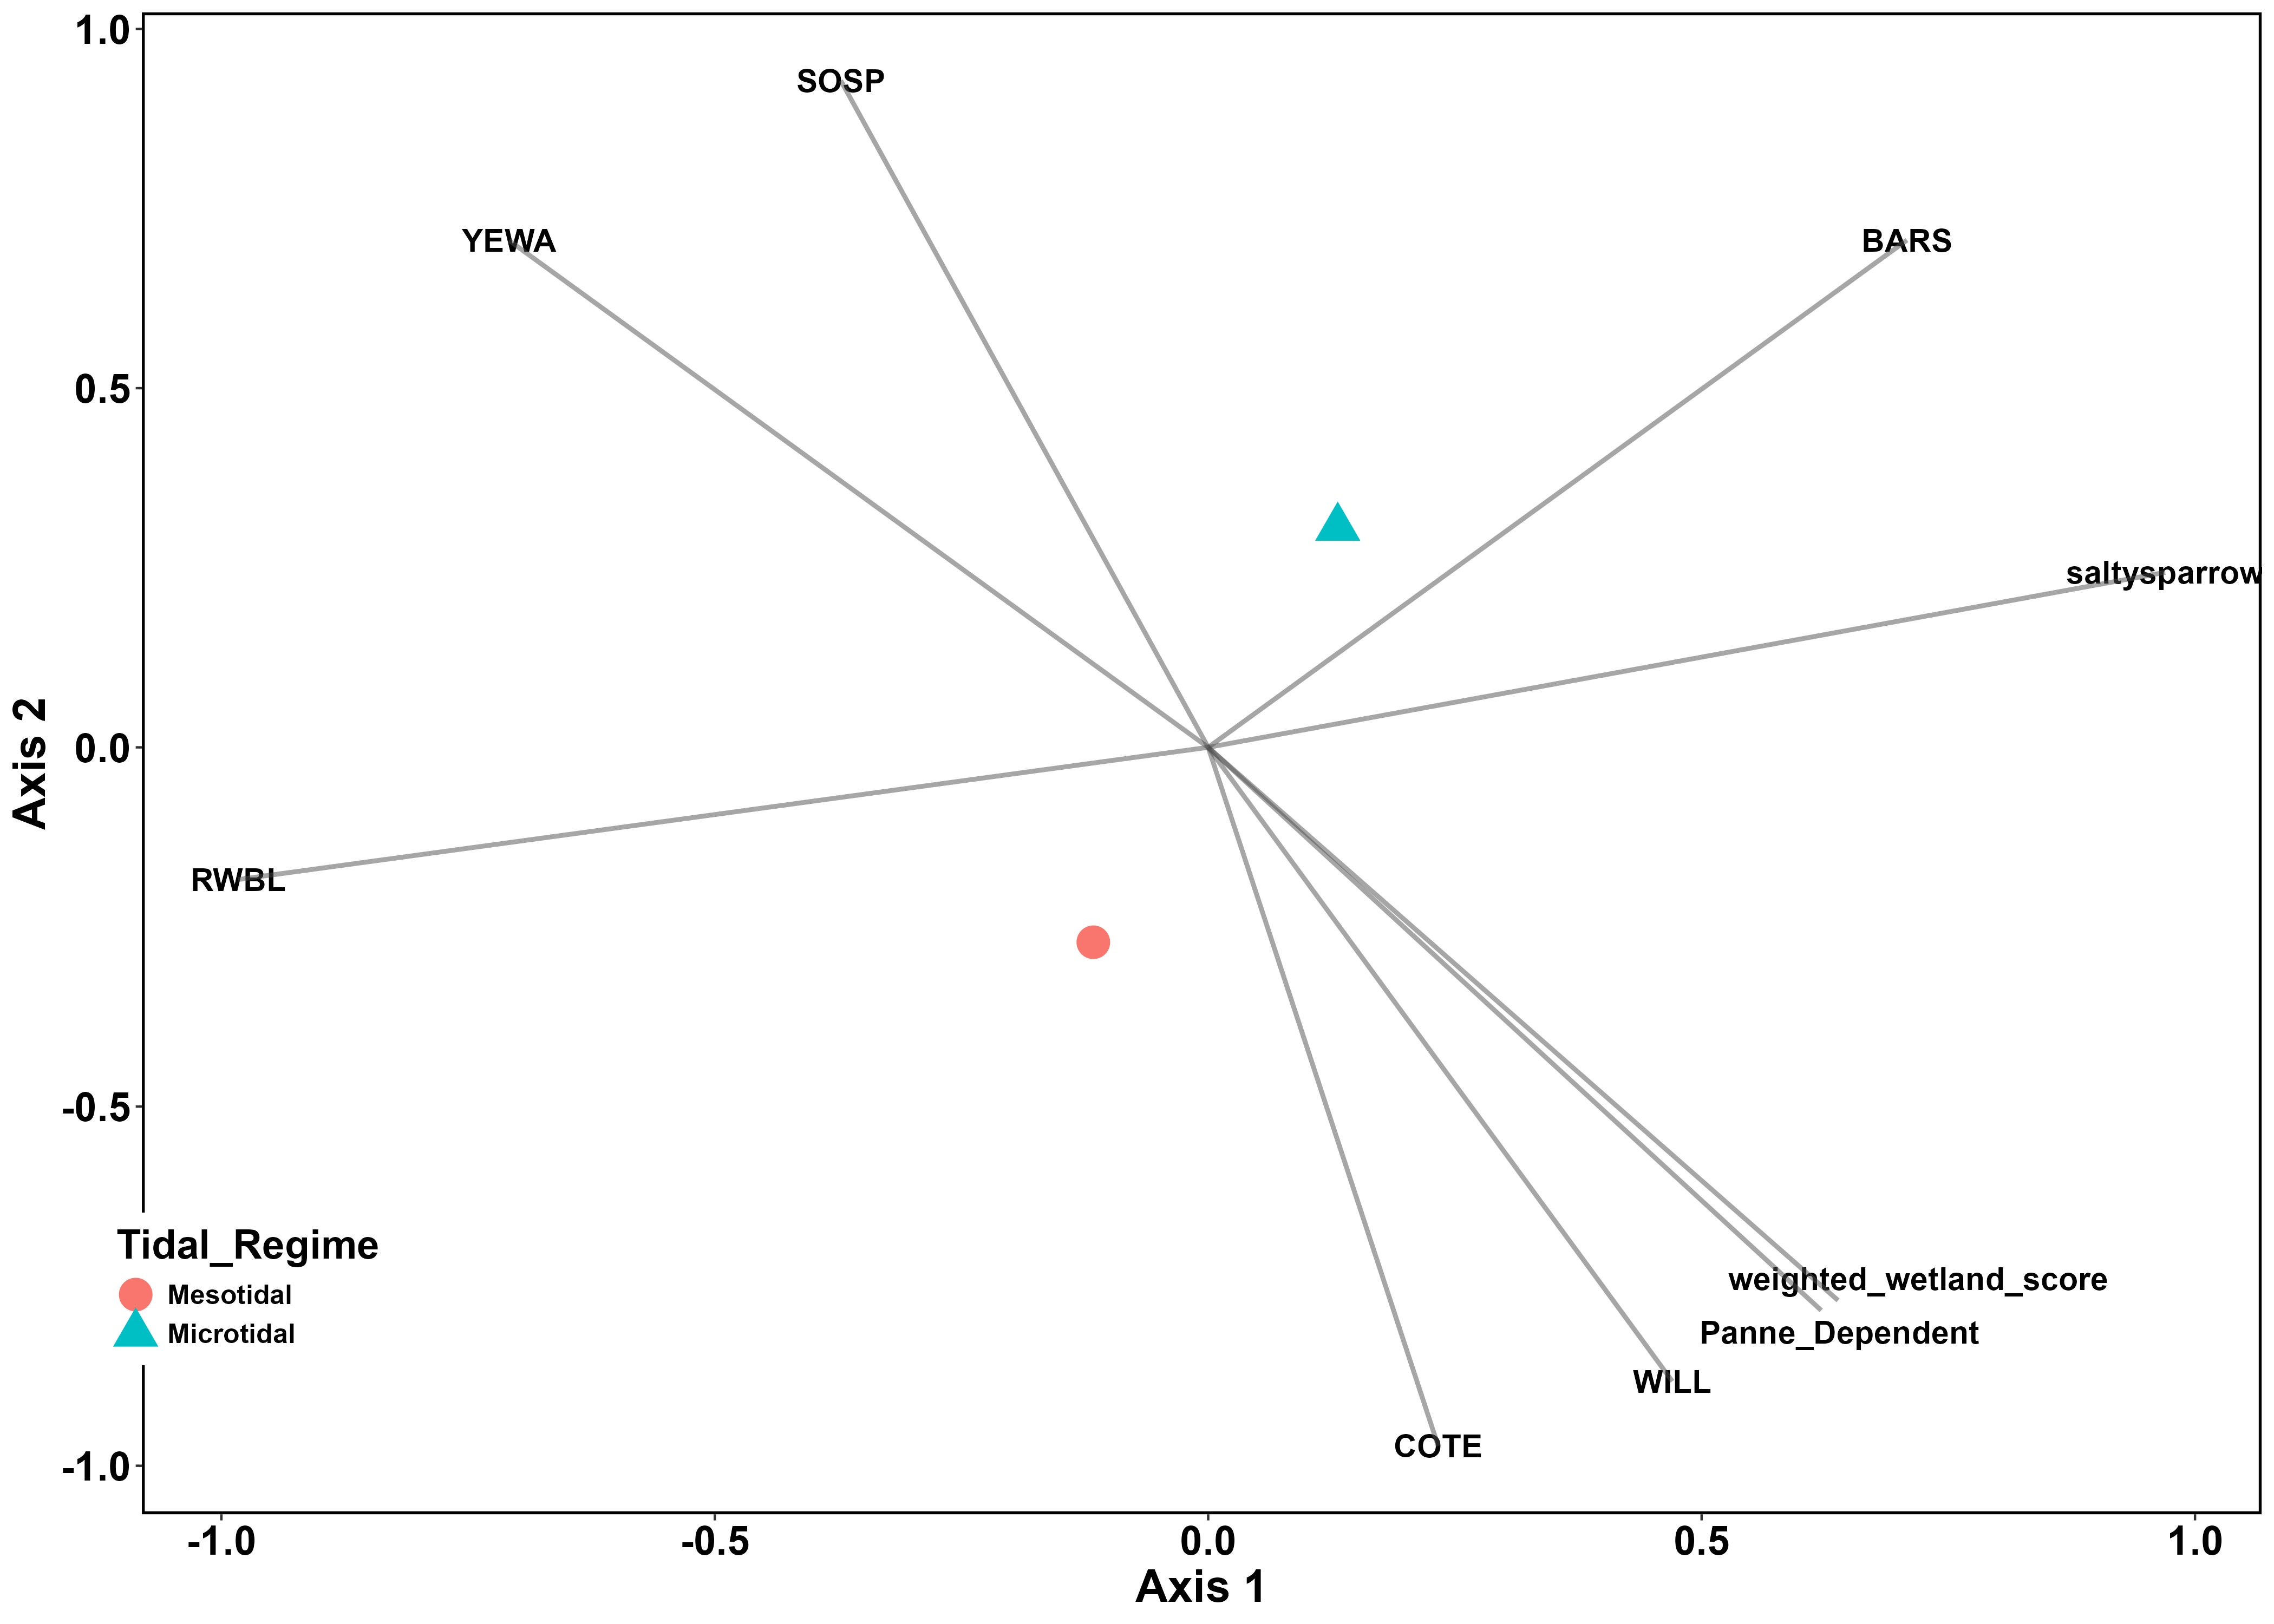 1.0
0.5
0.0
-0.5
-1.0
Axis 2
SOSP
YEWA
BARS
saltysparrow
RWBL
weighted_wetland_score
Panne_Dependent
WILL
COTE
Tidal_Regime
Mesotidal
Microtidal
-1.0
-0.5
0.0
0.5
1.0
Axis 1